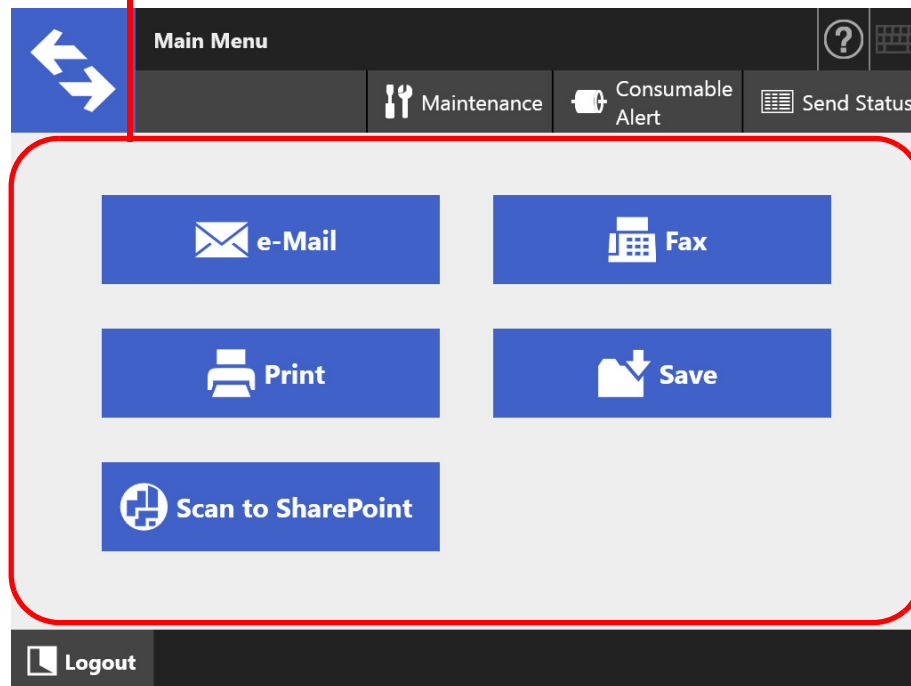 Main Menu
?
Maintenance
Consumable
Alert
Send Status
e-Mail
Fax
Print
Save
Scan to SharePoint
Logout